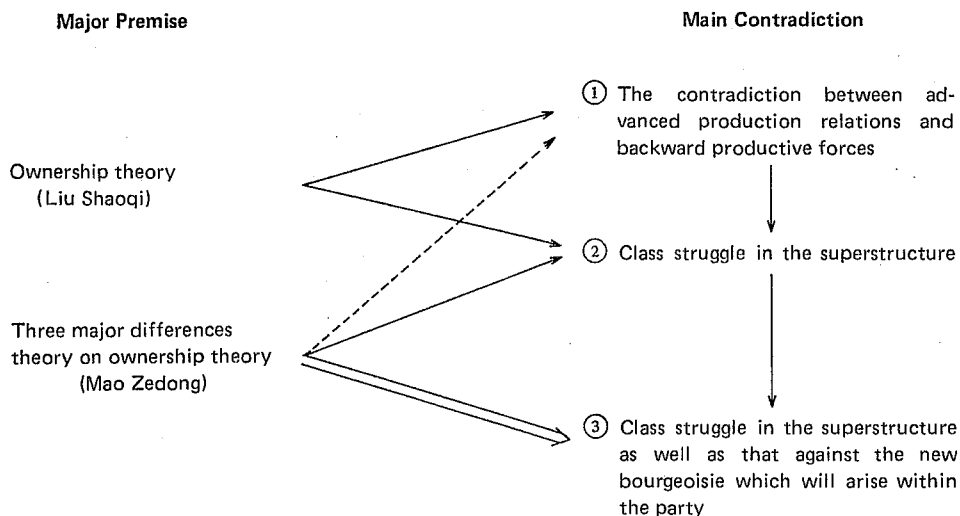 Major Premise
Main Contradiction
① The contradiction between ad-
vanced production relations and
backward productive forces
Ownership theory
(Liu Shaoqi)
② Class struggle in the superstructure
Three major differences
theory on ownership theory
(Mao Zedong)
③ Class struggle in the superstructure
as well as that against the new
bourgeoisie which will arise within
the party